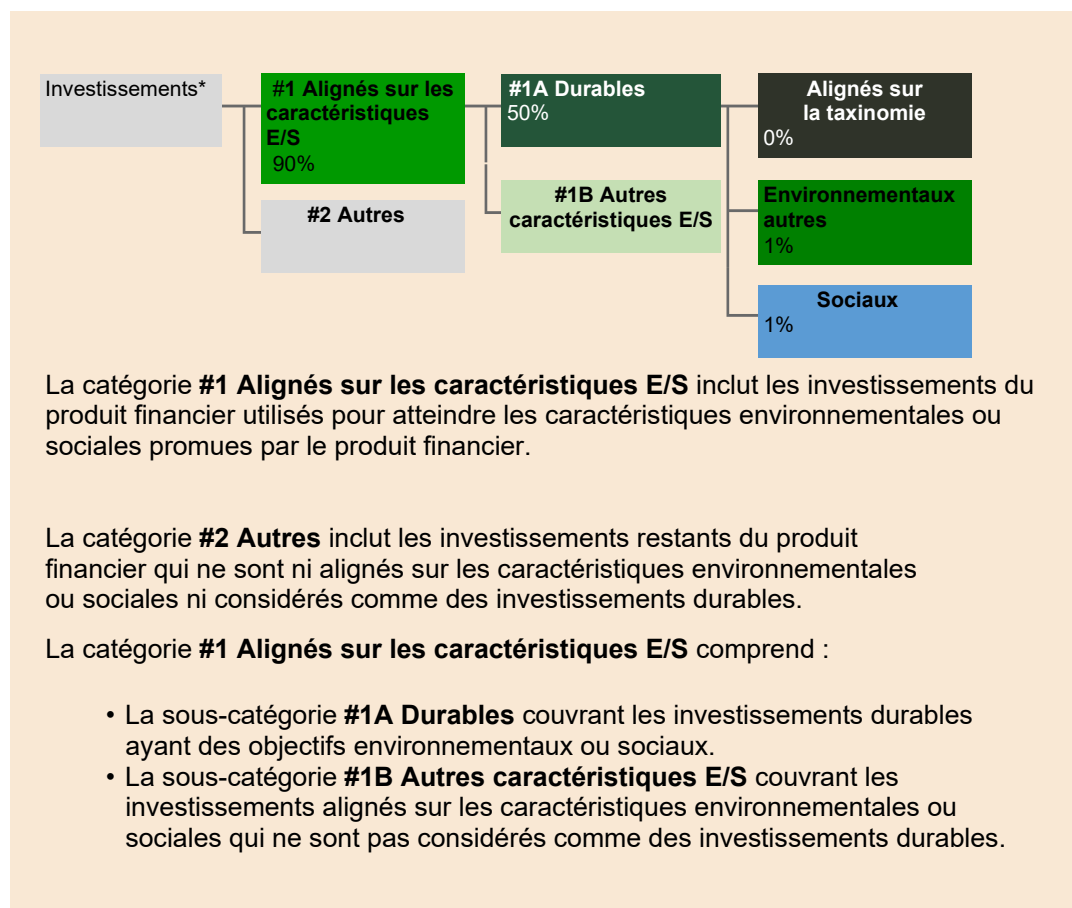 Investissements*
#1 Alignés sur les
caractéristiques
E/S
90%
#2 Autres
#1A Durables
50%
#1B Autres
caractéristiques E/S
Alignés sur
la taxinomie
0%
Environnementaux
autres
1%
Sociaux
1%
La catégorie #1 Alignés sur les caractéristiques E/S inclut les investissements du
produit financier utilisés pour atteindre les caractéristiques environnementales ou
sociales promues par le produit financier.
La catégorie #2 Autres inclut les investissements restants du produit
financier qui ne sont ni alignés sur les caractéristiques environnementales
ou sociales ni considérés comme des investissements durables.
La catégorie #1 Alignés sur les caractéristiques E/S comprend :
• La sous-catégorie #1A Durables couvrant les investissements durables
ayant des objectifs environnementaux ou sociaux.
• La sous-catégorie #1B Autres caractéristiques E/S couvrant les
investissements alignés sur les caractéristiques environnementales ou
sociales qui ne sont pas considérés comme des investissements durables.